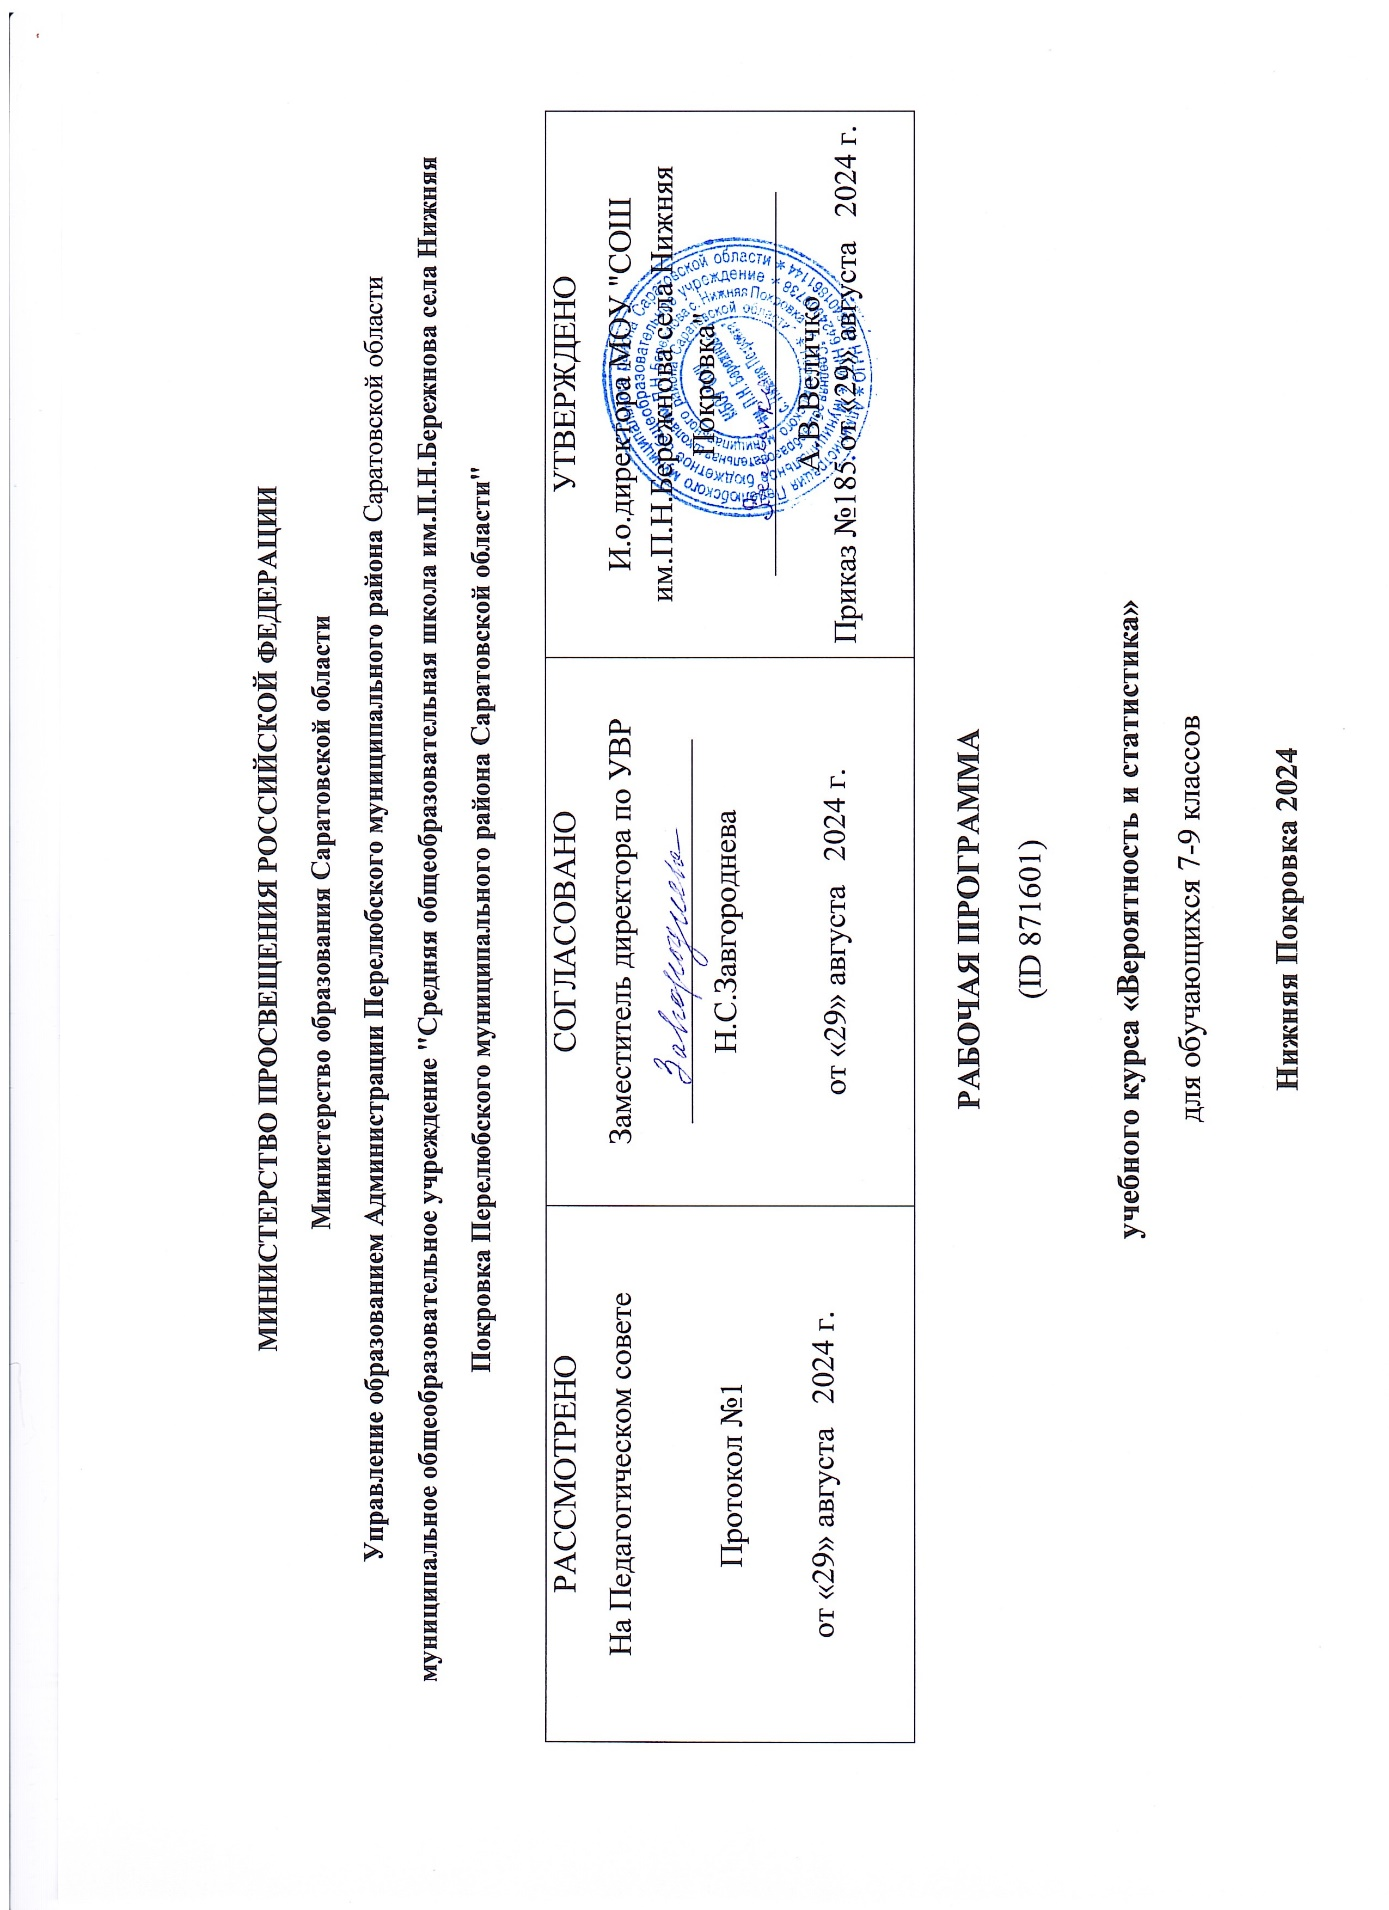 МИНИСТЕРСТВО ПРОСВЕЩЕНИЯ РОССИЙСКОЙ ФЕДЕРАЦИИ
Министерство образования Саратовской области
Управление образованием Администрации Перелюбского муниципального района Саратовской области
муниципальное общеобразовательное учреждение "Средняя общеобразовательная школа им.П.Н.Бережнова села Нижняя
Покровка Перелюбского муниципального района Саратовской области"
РАССМОТРЕНО
На Педагогическом совете
Протокол №1
от «29» августа 2024 г.
СОГЛАСОВАНО
Заместитель директора по УВР
Н.С.Завгороднева
от «29» августа 2024 г.
УТВЕРЖДЕНО
И.о.директора МОУ "СОШ
им.П.Н.Бережнова села Нижняя
Покровка"
А.В.Величко
Приказ №185 от «29» августа 2024 г.
РАБОЧАЯ ПРОГРАММА
(ID 871601)
учебного курса «Вероятность и статистика»
для обучающихся 7-9 классов
Нижняя Покровка 2024